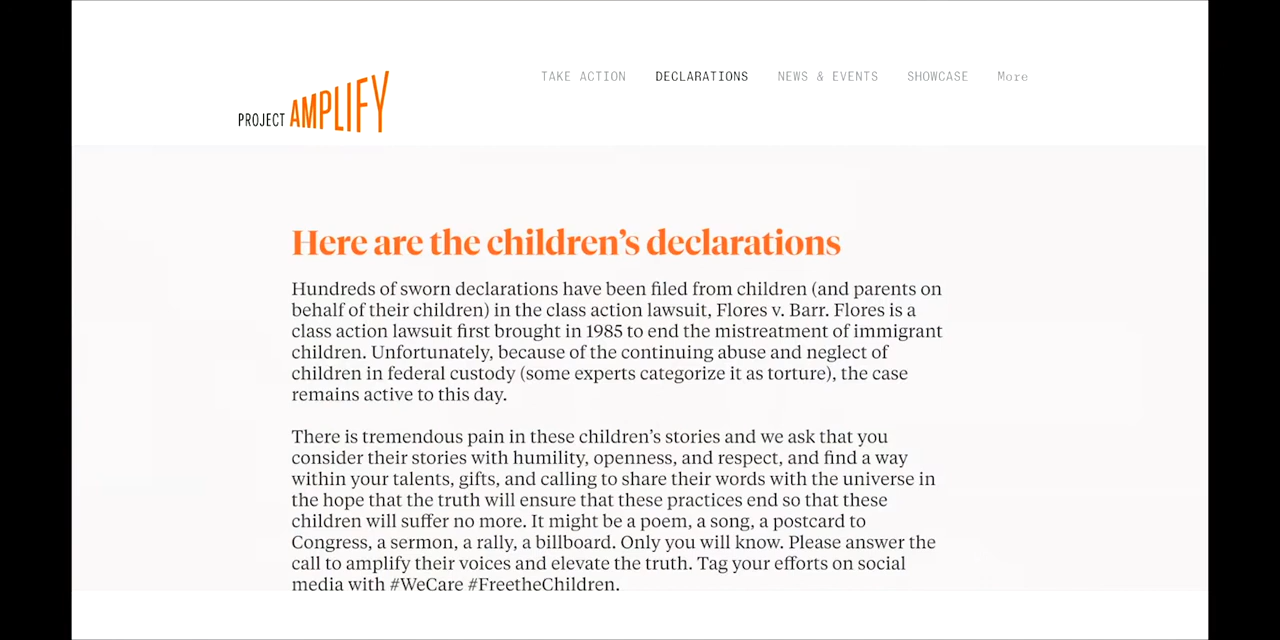 PROJECT AMPLIFY
TAKE ACTION DECLARATIONS NEWS & EVENTS SHOWCASE More
Here are the children's declarations
Hundreds of sworn declarations have been filed from children (and parents on
behalf of their children) in the class action lawsuit, Flores v. Barr. Flores is a
class action lawsuit first brought in 1985 to end the mistreatment of immigrant
children. Unfortunately, because of the continuing abuse and neglect of
children in federal custody (some experts categorize it as torture), the case
remains active to this day.
There is tremendous pain in these children's stories and we ask that you
consider their stories with humility, openness, and respect, and find a way
within your talents, gifts, and calling to share their words with the universe in
the hope that the truth will ensure that these practices end so that these
children will suffer no more. It might be a poem, a song, a postcard to
Congress, a sermon, a rally, a billboard. Only you will know. Please answer the
call to amplify their voices and elevate the truth. Tag your efforts on social
media with #WeCare #FreetheChildren.